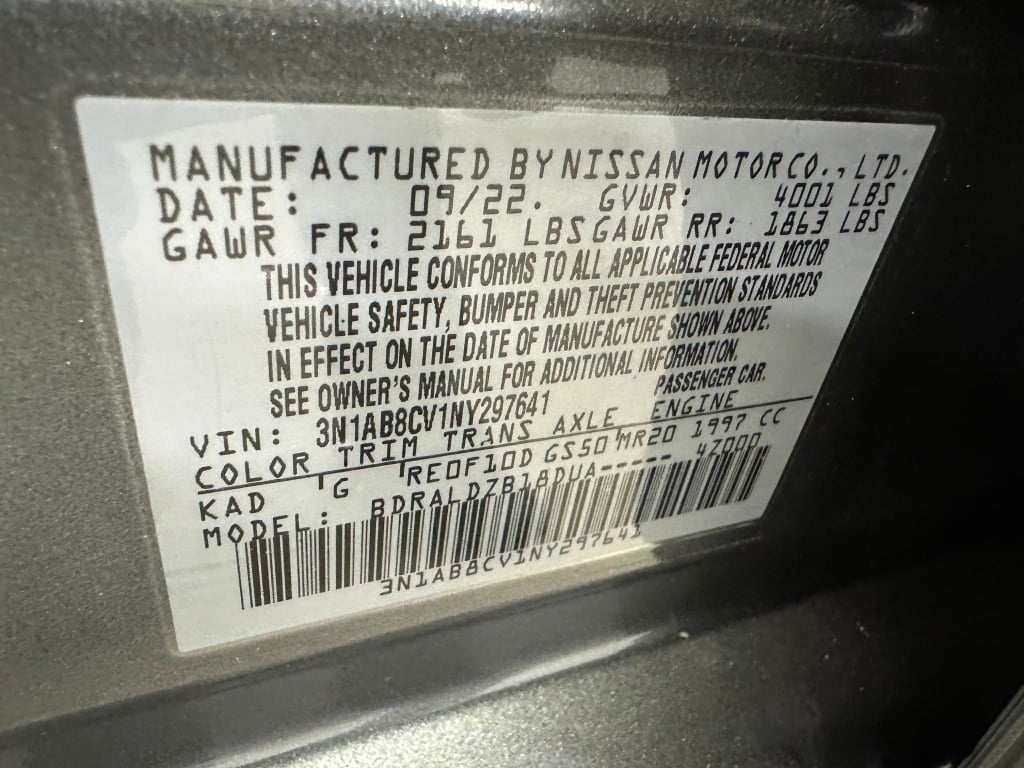 MANUFACTURED BY NISSAN MOTOR CO., LTD.
DATE: 09/22. GVWR: 4001 LBS
GAWR FR: 2161 LBS GAWR RR: 1863 LBS
THIS VEHICLE CONFORMS TO ALL APPLICABLE FEDERAL MOTOR
VEHICLE SAFETY, BUMPER AND THEFT PREVENTION STANDARDS
IN EFFECT ON THE DATE OF MANUFACTURE SHOWN ABOVE.
SEE OWNER'S MANUAL FOR ADDITIONAL INFORMATION.
VIN: 3N1AB8CV1NY297641 PASSENGER CAR.
COLOR TRIM TRANS AXLE ENGINE
KAD G RE0F10D GS50 MR20 1997 CC
MODEL: BDRALDZB18DUA----- 4Z000
3N1AB8CV1NY297641